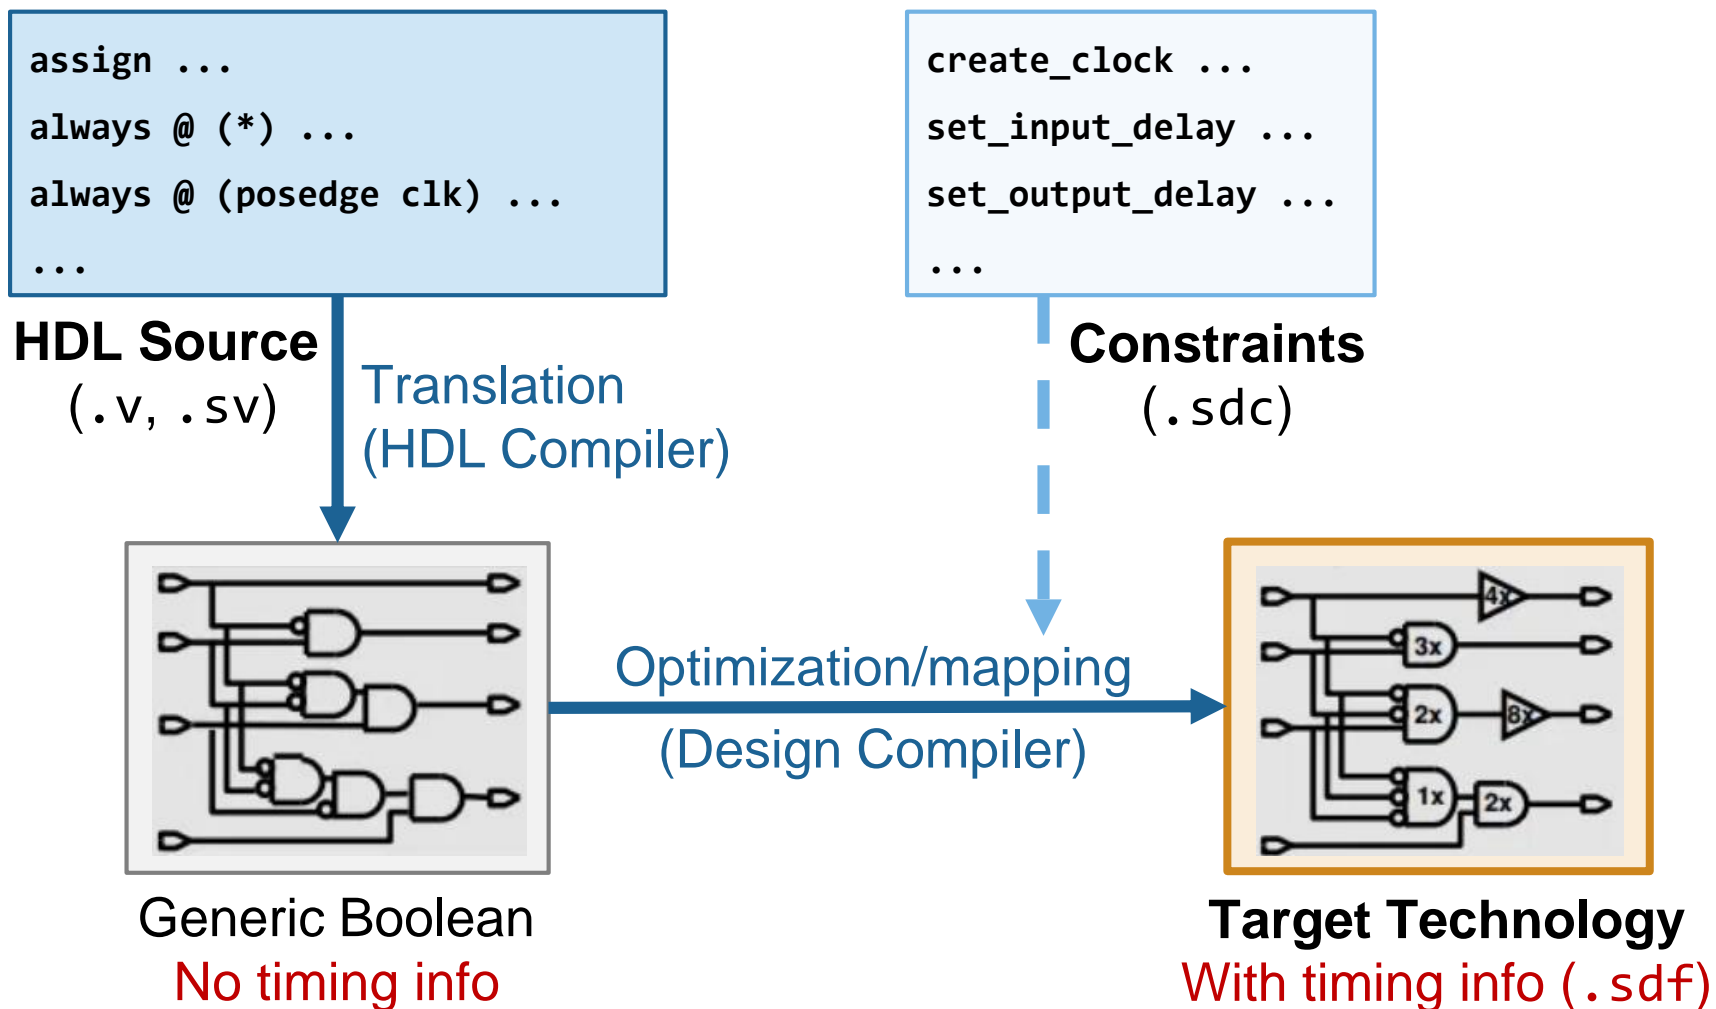 assign ...
always @ (*) ...
always @ (posedge clk) ...
...
create_clock ...
set_input_delay ...
set_output_delay ...
...
HDL Source
(.v, .sv)
Translation
(HDL Compiler)
Constraints
(.sdc)
Optimization/mapping
(Design Compiler)
4x
3x
2x
8x
1x
2x
Generic Boolean
No timing info
Target Technology
With timing info (.sdf)